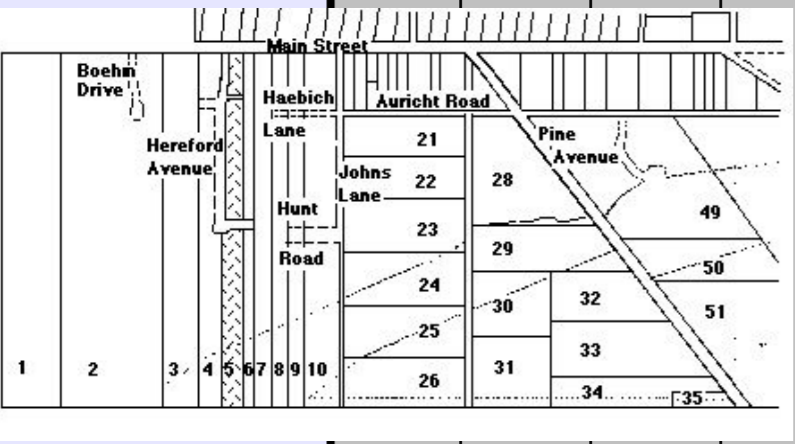 Main Street
Boehm
Drive
Haebich
Lane
Auricht Road
Hereford
Avenue
Pine
Avenue
Johns
Lane
Hunt
Road
21
22
23
24
25
26
28
29
30
31
32
33
34
35
49
50
51
1
2
3
4
5
6
7
8
9
10